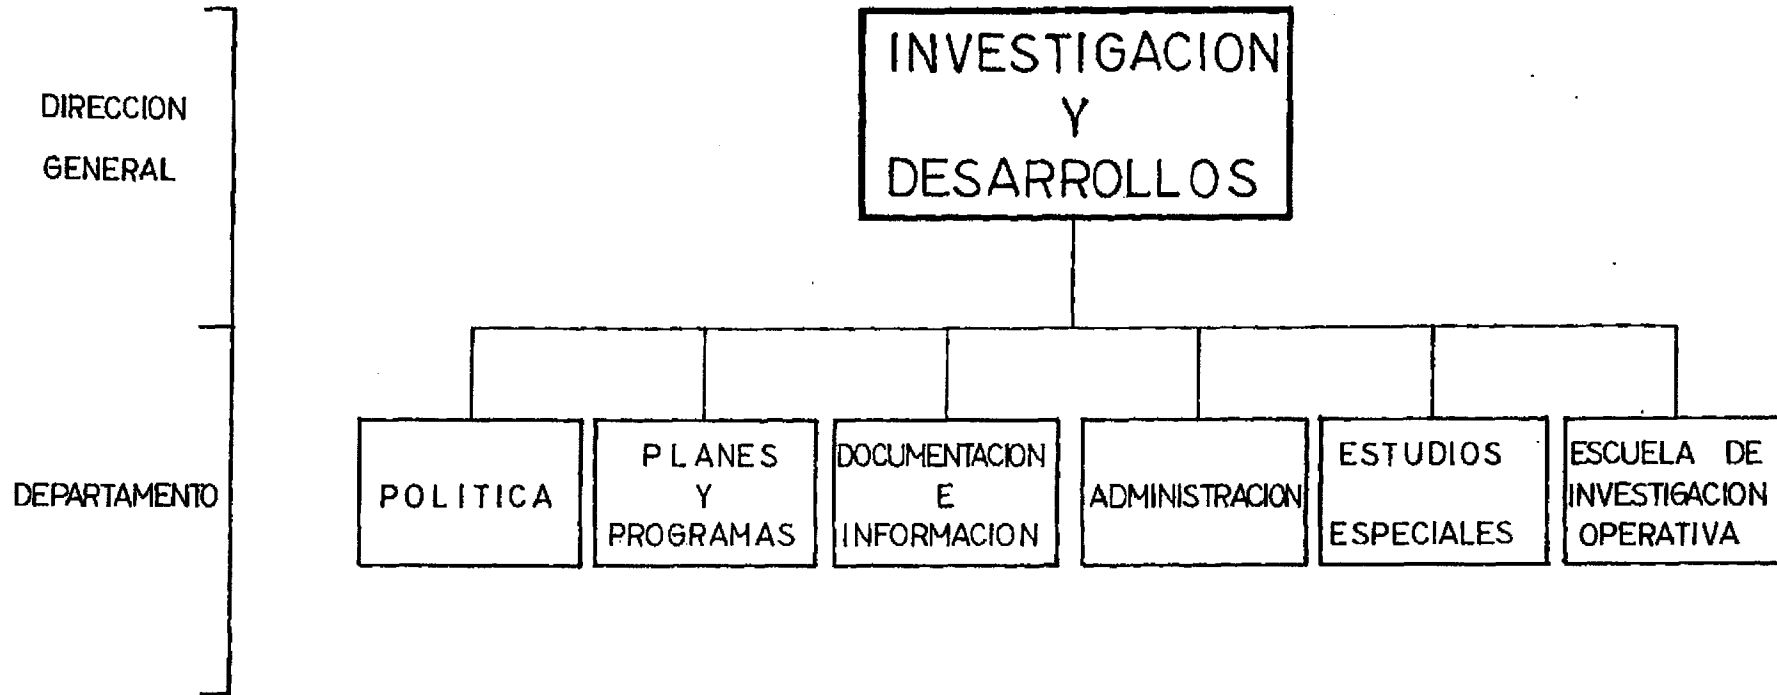 INVESTIGACION
Y
DESARROLLOS
DIRECCION
GENERAL
DEPARTAMENTO
POLITICA
PLANES
Y
PROGRAMAS
DOCUMENTACION
E
INFORMACION
ADMINISTRACION
ESTUDIOS
ESPECIALES
ESCUELA DE
INVESTIGACION
OPERATIVA